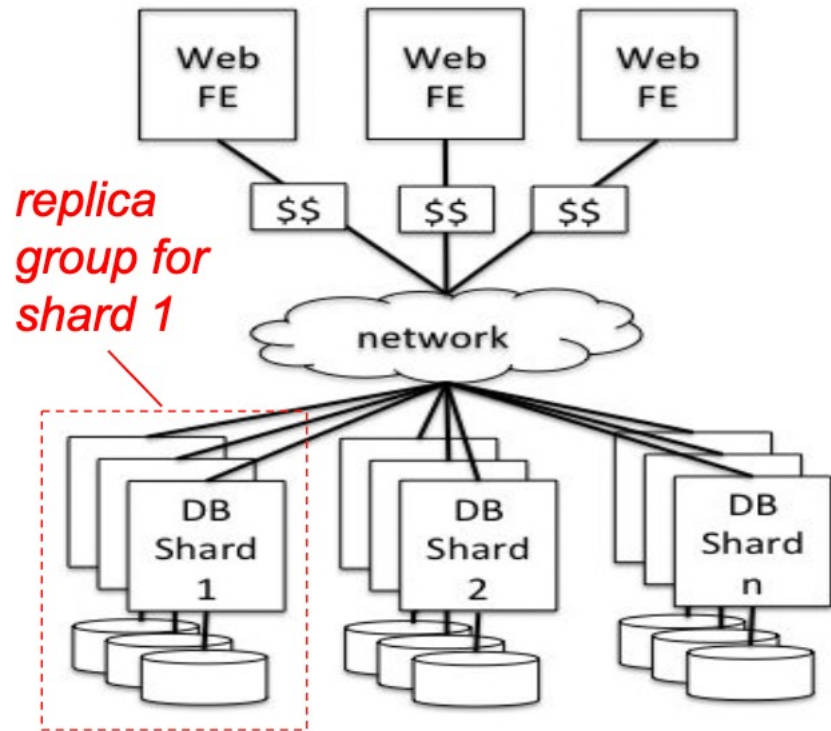 Web
FE
Web
FE
Web
FE
$$
$$
$$
replica
group for
shard 1
network
DB
Shard
1
DB
Shard
2
DB
Shard
n